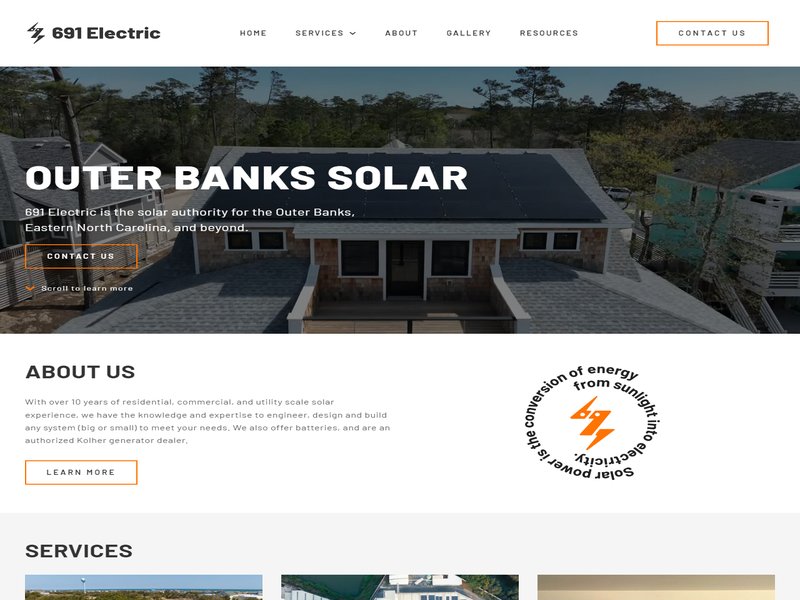 691 Electric
HOME
SERVICES
ABOUT
GALLERY
RESOURCES
CONTACT US
OUTER BANKS SOLAR
691 Electric is the solar authority for the Outer Banks,
Eastern North Carolina, and beyond.
CONTACT US
Scroll to learn more
ABOUT US
With over 10 years of residential, commercial, and utility scale solar
experience, we have the knowledge and expertise to engineer, design and build
any system (big or small) to meet your needs. We also offer batteries, and are an
authorized Kolher generator dealer.
LEARN MORE
Solar power is the conversion of energy
from sunlight into electricity.
SERVICES